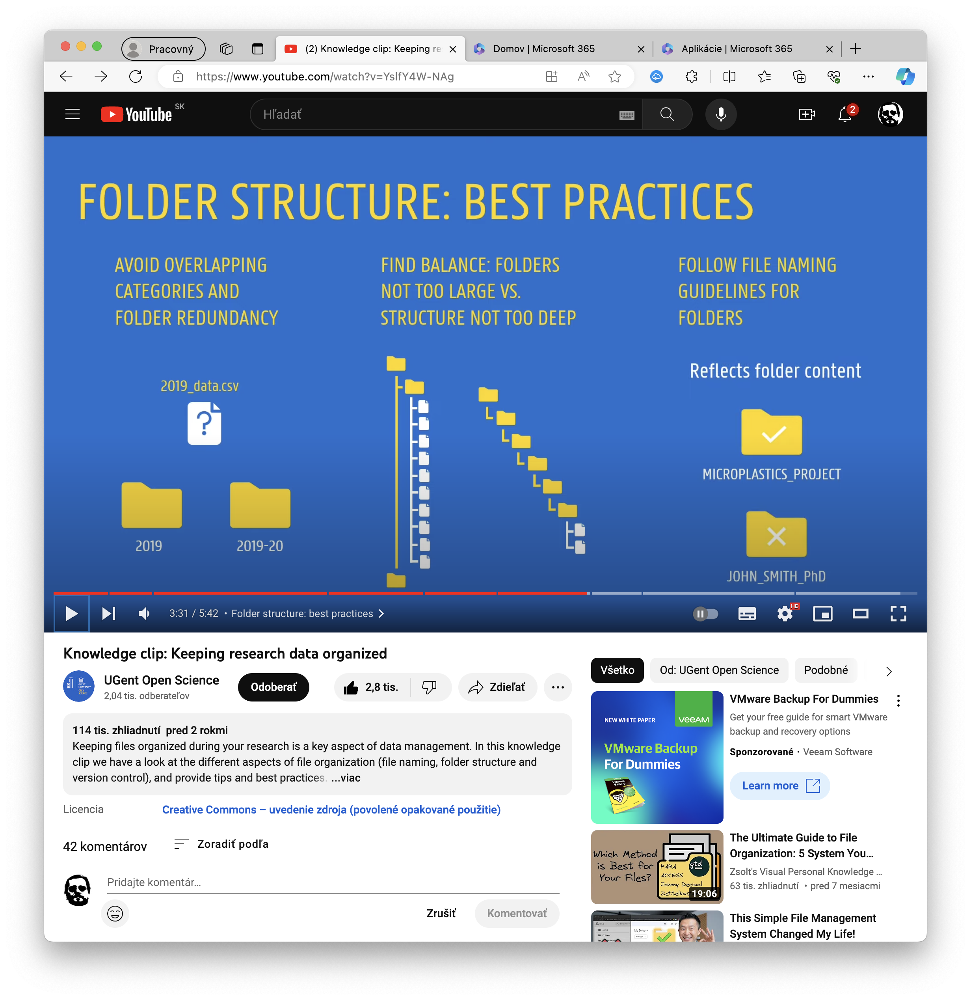 Pracovný
(2) Knowledge clip: Keeping re
Domov | Microsoft 365
Aplikácie | Microsoft 365
https://www.youtube.com/watch?v=YslfY4W-NAg
YouTube SK
Hľadať
2
FOLDER STRUCTURE: BEST PRACTICES
AVOID OVERLAPPING
CATEGORIES AND
FOLDER REDUNDANCY
FIND BALANCE: FOLDERS
NOT TOO LARGE VS.
STRUCTURE NOT TOO DEEP
FOLLOW FILE NAMING
GUIDELINES FOR
FOLDERS
2019_data.csv
?
2019
2019-20
Reflects folder content
MICROPLASTICS_PROJECT
JOHN_SMITH_PhD
3:31 / 5:42 • Folder structure: best practices
HD
Knowledge clip: Keeping research data organized
UGent Open Science
2,04 tis. odberateľov
Odoberať
2,8 tis.
Zdieľať
114 tis. zhliadnutí pred 2 rokmi
Keeping files organized during your research is a key aspect of data management. In this knowledge
clip we have a look at the different aspects of file organization (file naming, folder structure and
version control), and provide tips and best practices. ...viac
Licencia
Creative Commons – uvedenie zdroja (povolené opakované použitie)
42 komentárov
Zoradiť podľa
Pridajte komentár...
Zrušiť
Komentovať
Všetko
Od: UGent Open Science
Podobné
NEW WHITE PAPER
veeam
VMware Backup
For Dummies
VMware Backup For Dummies
Get your free guide for smart VMware
backup and recovery options
Sponzorované · Veeam Software
Learn more
Which Method
is Best for
Your Files?
PARA
ACCESS
Johnny Decimal
Zettelkas
gtd
19:06
The Ultimate Guide to File
Organization: 5 System You...
Zsolt's Visual Personal Knowledge ...
63 tis. zhliadnutí • pred 7 mesiacmi
My Drive
This Simple File Management
System Changed My Life!